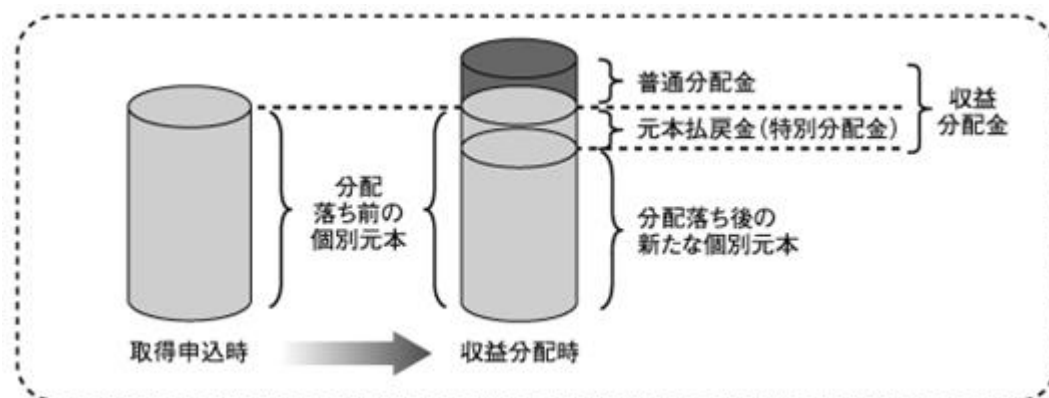 普通分配金
元本払戻金(特別分配金)
収益
分配金
分配
落ち前の
個別元本
分配落ち後の
新たな個別元本
取得申込時
収益分配時